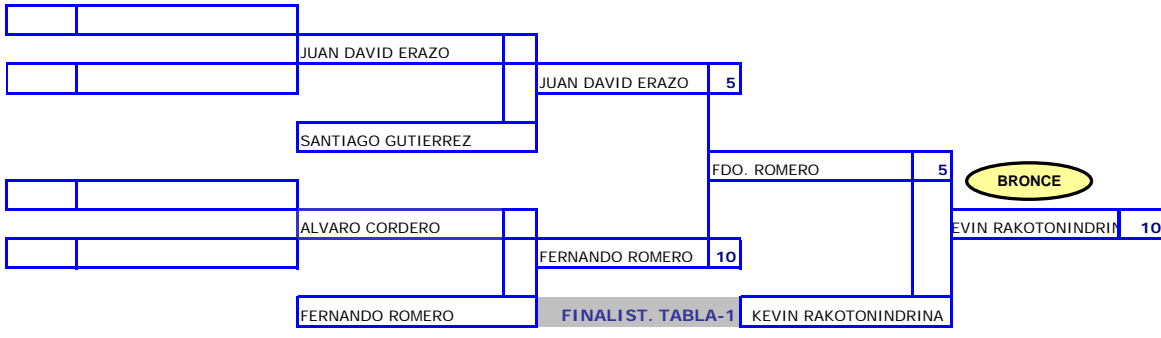 JUAN DAVID ERAZO
JUAN DAVID ERAZO 5
SANTIAGO GUTIERREZ
FDO. ROMERO 5
BRONCE
ALVARO CORDERO
EVIN RAKOTONINDRIN 10
FERNANDO ROMERO 10
FERNANDO ROMERO
FINALIST. TABLA-1
KEVIN RAKOTONINDRINA